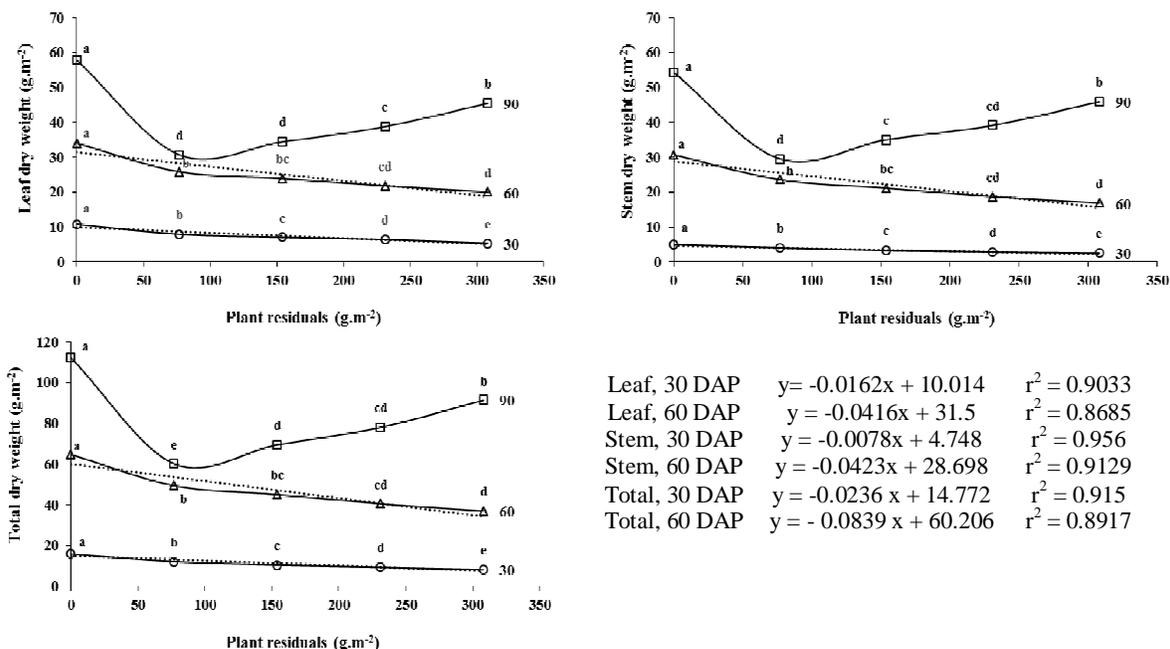 Leaf dry weight (g.m-2)
70
60
50
40
30
20
10
0
a
d
d
c
b
90
a
b
bc
cd
d
60
a
b
c
d
e
30
0
50
100
150
200
250
300
350
Plant residuals (g.m-2)
Stem dry weight (g.m-2)
70
60
50
40
30
20
10
0
a
d
c
cd
b
90
a
b
bc
cd
d
60
a
b
c
d
e
30
0
50
100
150
200
250
300
350
Plant residuals (g.m-2)
Total dry weight (g.m-2)
120
100
80
60
40
20
0
a
e
d
cd
b
90
a
b
bc
cd
d
60
a
b
c
d
e
30
0
50
100
150
200
250
300
350
Plant residuals (g.m-2)
Leaf, 30 DAP y= -0.0162x + 10.014 r2 = 0.9033
Leaf, 60 DAP y = -0.0416x + 31.5 r2 = 0.8685
Stem, 30 DAP y = -0.0078x + 4.748 r2 = 0.956
Stem, 60 DAP y = -0.0423x + 28.698 r2 = 0.9129
Total, 30 DAP y = -0.0236 x + 14.772 r2 = 0.915
Total, 60 DAP y = - 0.0839 x + 60.206 r2 = 0.8917